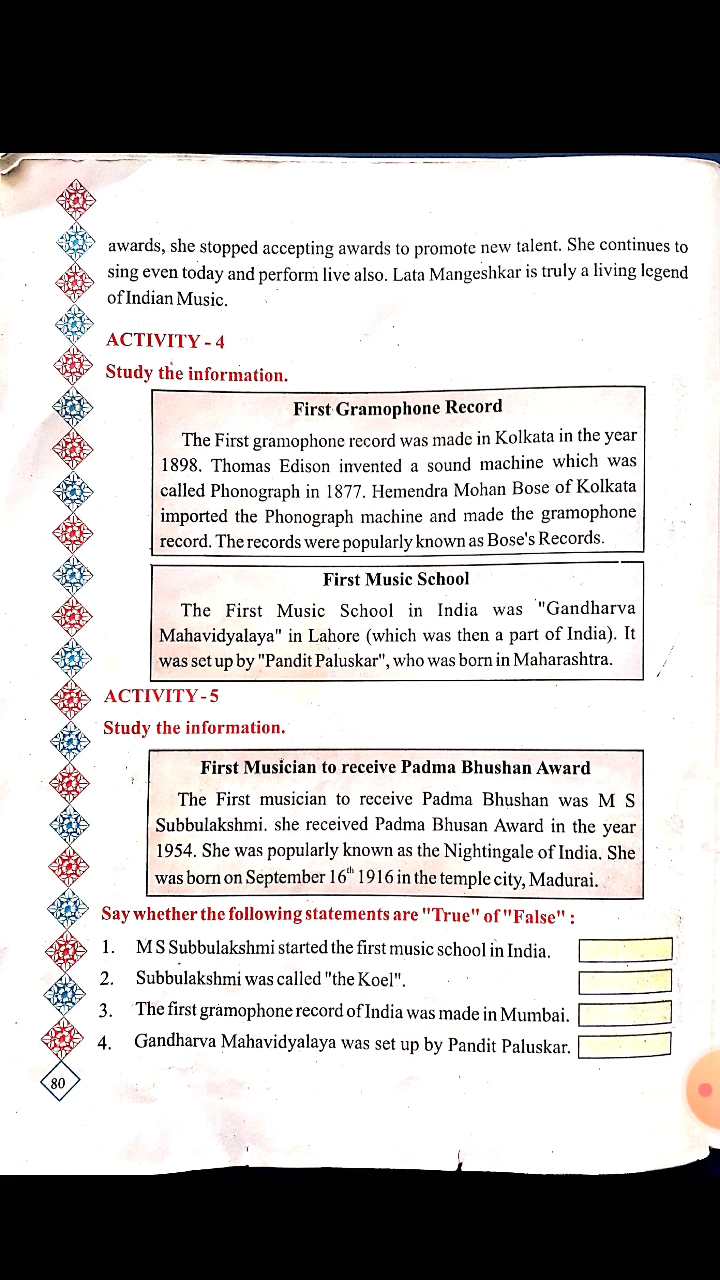 awards, she stopped accepting awards to promote new talent. She continues to
sing even today and perform live also. Lata Mangeshkar is truly a living legend
of Indian Music.
ACTIVITY - 4
Study the information.
First Gramophone Record
The First gramophone record was made in Kolkata in the year
1898. Thomas Edison invented a sound machine which was
called Phonograph in 1877. Hemendra Mohan Bose of Kolkata
imported the Phonograph machine and made the gramophone
record. The records were popularly known as Bose's Records.
First Music School
The First Music School in India was "Gandharva
Mahavidyalaya" in Lahore (which was then a part of India). It
was set up by "Pandit Paluskar", who was born in Maharashtra.
ACTIVITY - 5
Study the information.
First Musician to receive Padma Bhushan Award
The First musician to receive Padma Bhushan was M S
Subbulakshmi. she received Padma Bhusan Award in the year
1954. She was popularly known as the Nightingale of India. She
was born on September 16th 1916 in the temple city, Madurai.
Say whether the following statements are "True" of "False" :
1. M S Subbulakshmi started the first music school in India.
2. Subbulakshmi was called "the Koel".
3. The first gramophone record of India was made in Mumbai.
4. Gandharva Mahavidyalaya was set up by Pandit Paluskar.
80